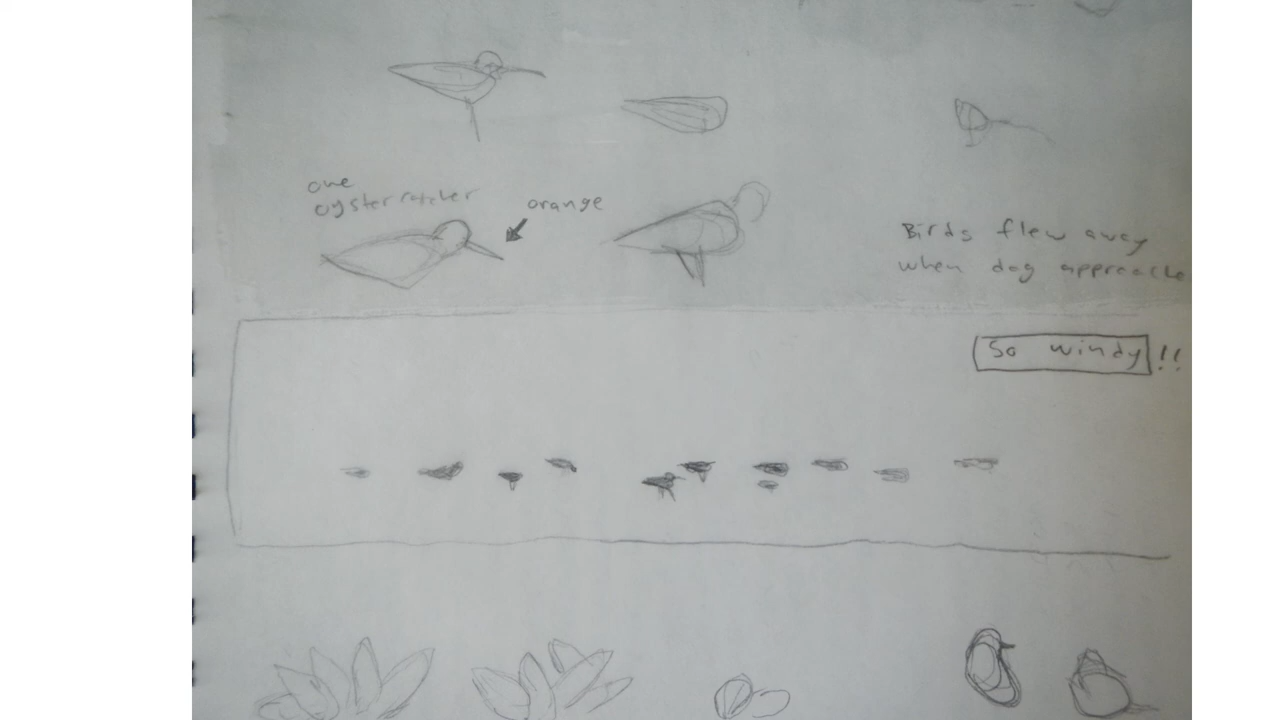 one
oystercatcher
orange
Birds flew away
when dog approache
So windy!!